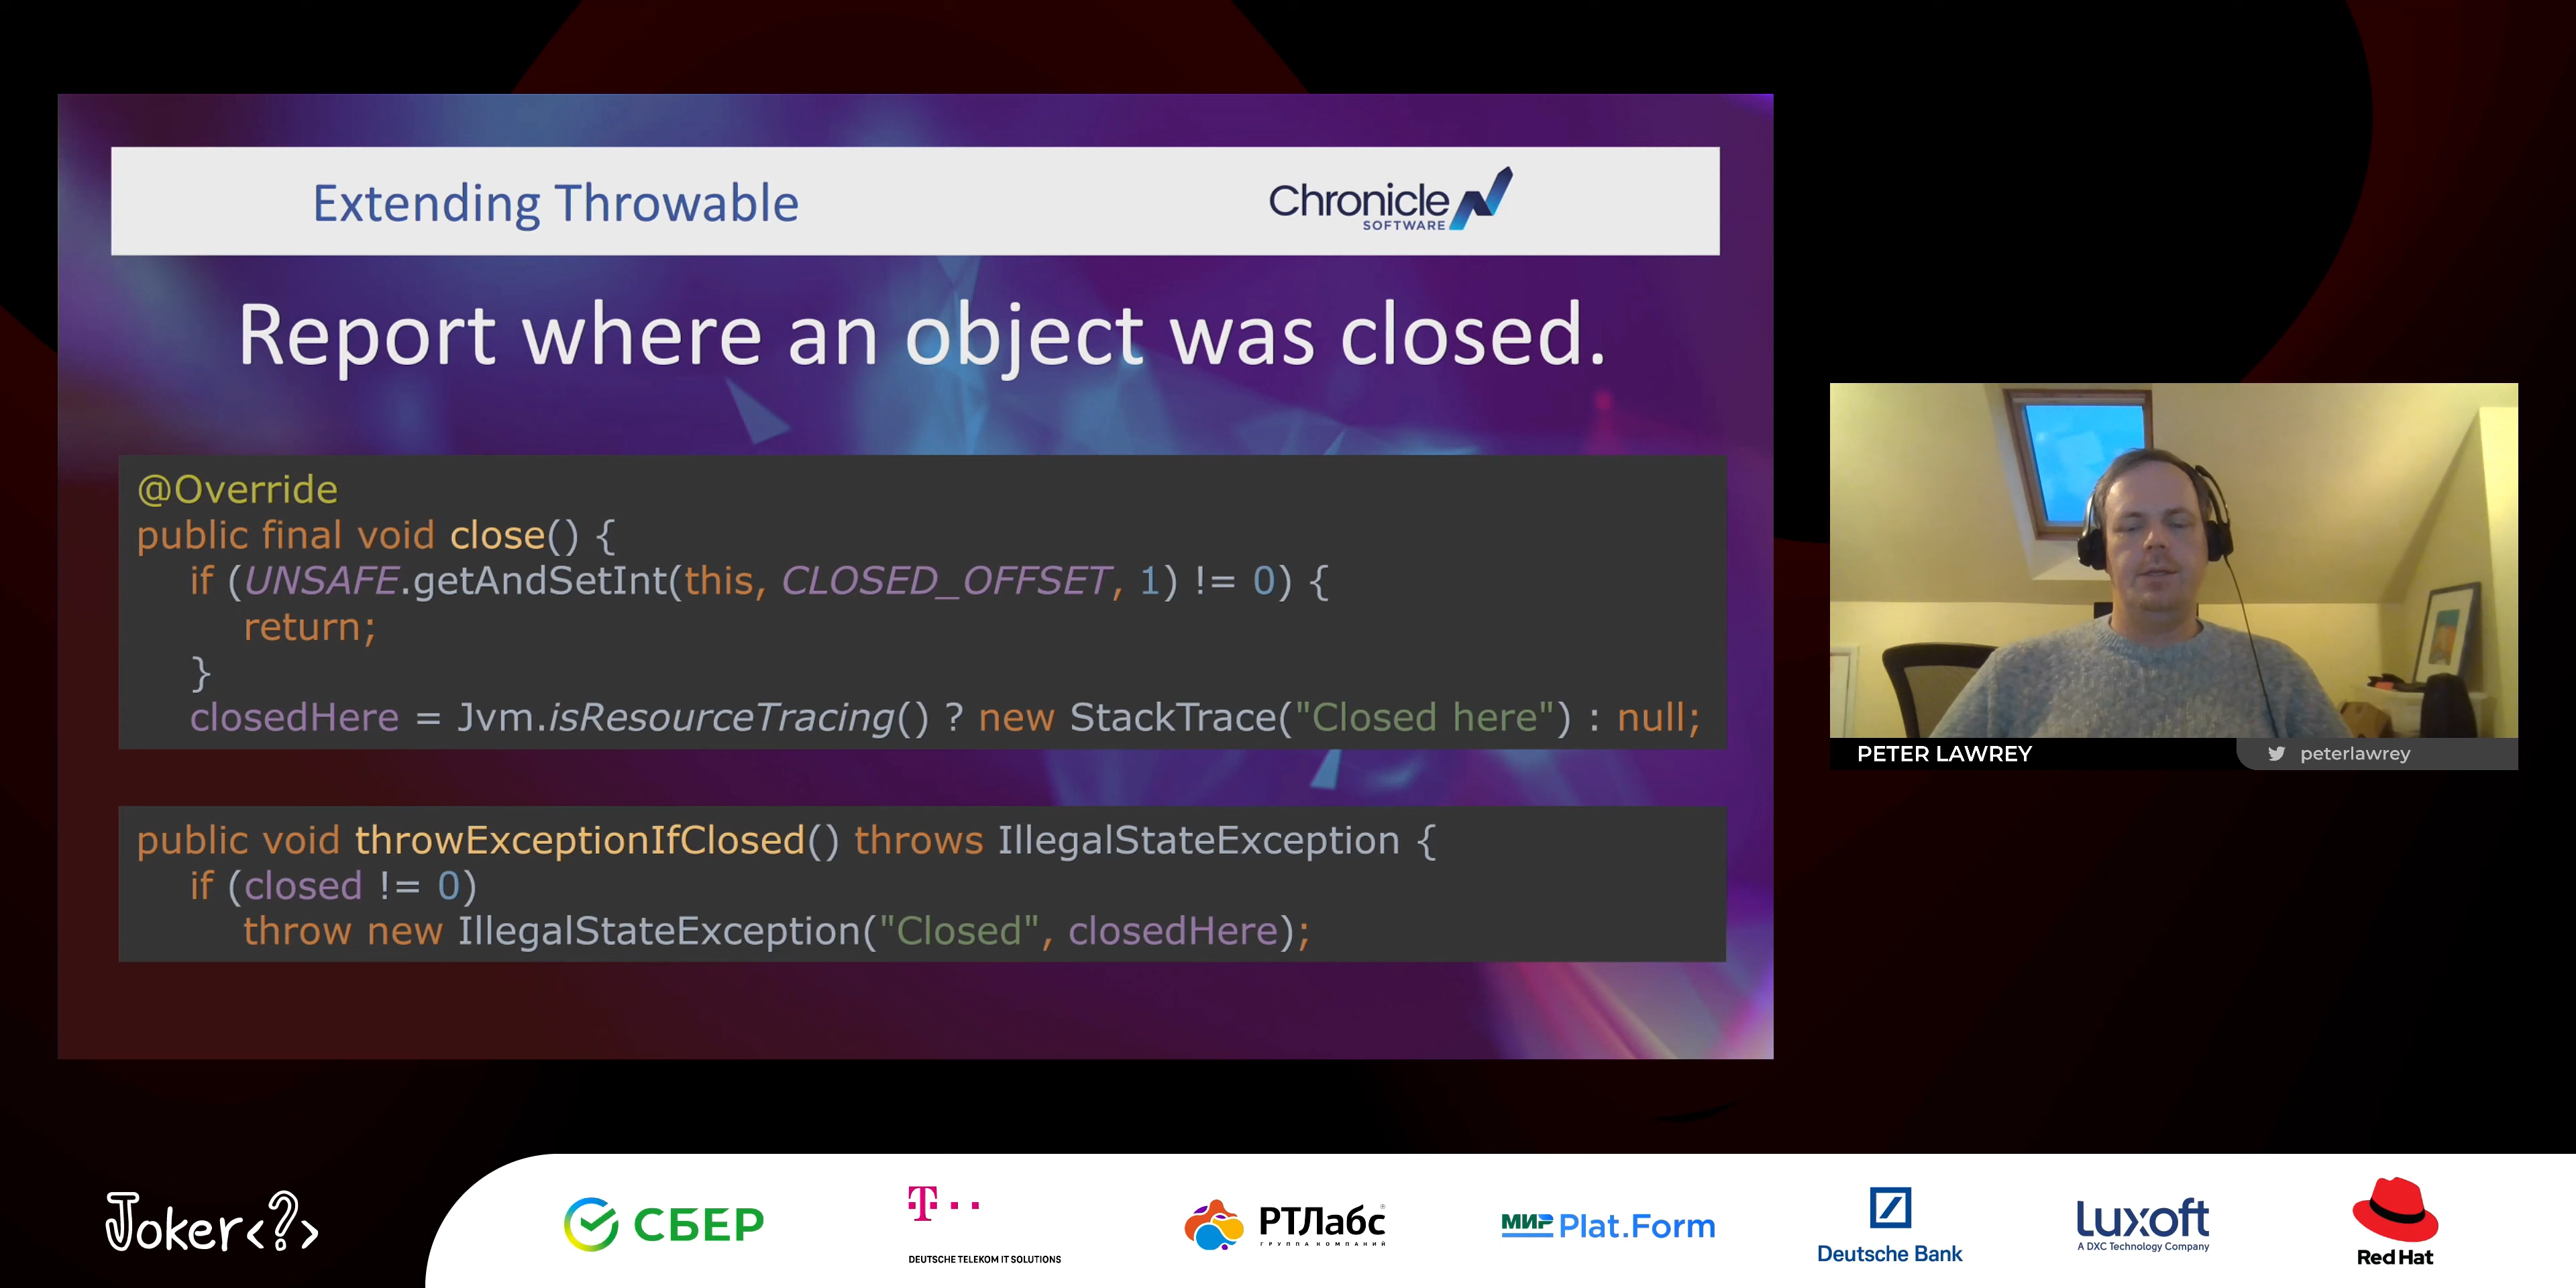 Extending Throwable
Chronicle
SOFTWARE
Report where an object was closed.
@Override
public final void close() {
if (UNSAFE.getAndSetInt(this, CLOSED_OFFSET, 1) != 0) {
return;
}
closedHere = Jvm.isResourceTracing() ? new StackTrace("Closed here") : null;
public void throwExceptionIfClosed() throws IllegalStateException {
if (closed != 0)
throw new IllegalStateException("Closed", closedHere);
PETER LAWREY
peterlawrey
Joker<?>
СБЕР
T
DEUTSCHE TELEKOM IT SOLUTIONS
РТЛабс
ГРУППА КОМПАНИЙ
МИР Plat.Form
Deutsche Bank
Luxoft
A DXC Technology Company
Red Hat